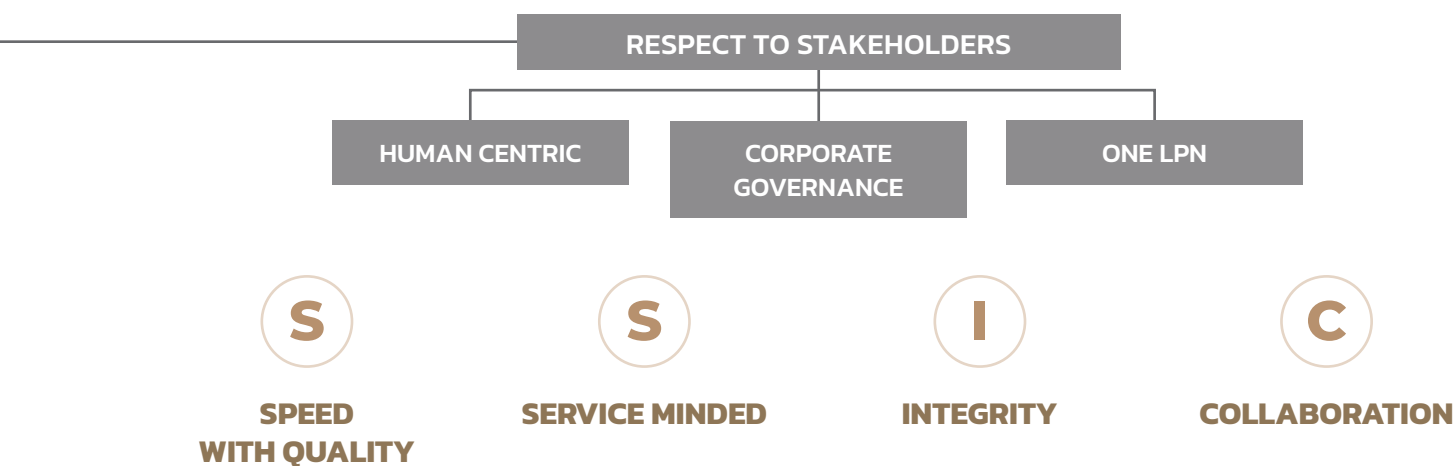 RESPECT TO STAKEHOLDERS
HUMAN CENTRIC
CORPORATE
GOVERNANCE
ONE LPN
S
S
I
C
SPEED
WITH QUALITY
SERVICE MINDED
INTEGRITY
COLLABORATION